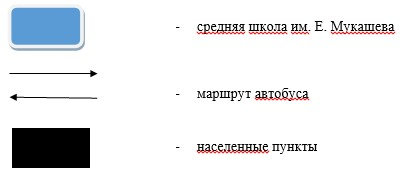 - средняя школа им. Е. Мукашева
- маршрут автобуса
- населенные пункты